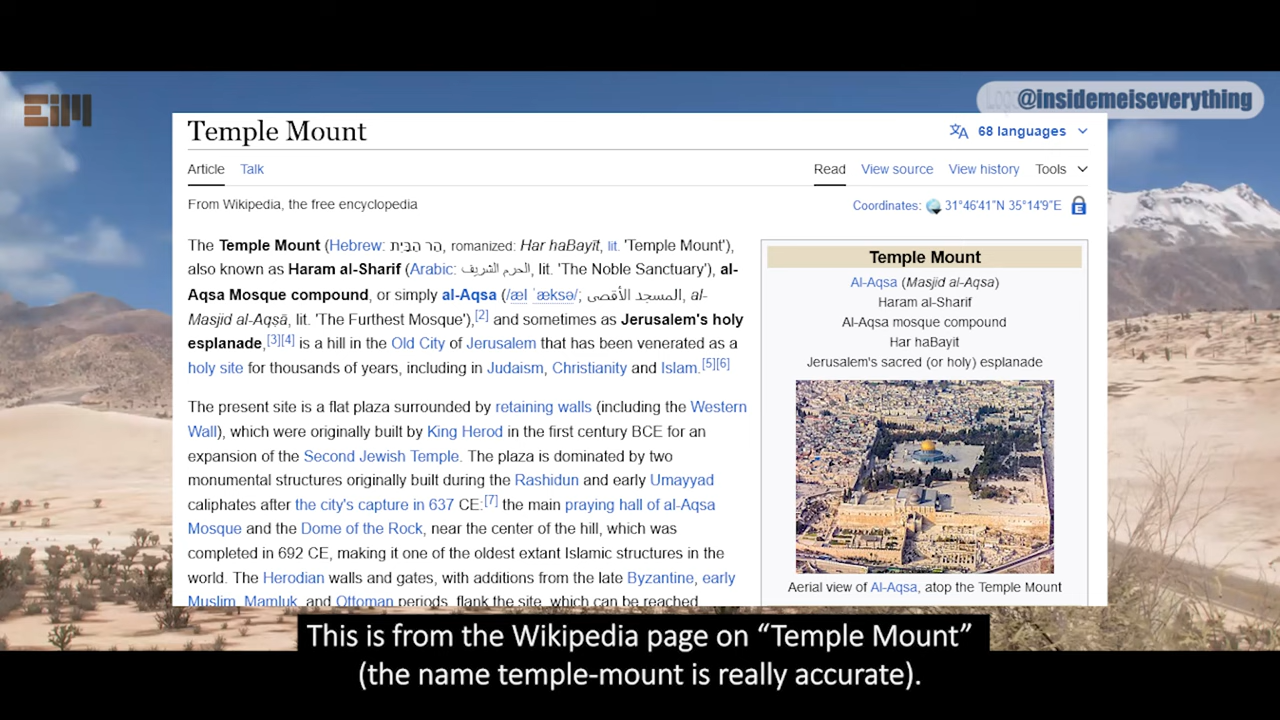 EiM
@insidemeiseverything
Temple Mount
68 languages
Article Talk
Read View source View history Tools
From Wikipedia, the free encyclopedia
Coordinates: 31°46′41″N 35°14′9″E
The Temple Mount (Hebrew: הַר הַבַּיִת, romanized: Har haBayīt, lit. 'Temple Mount'),
also known as Haram al-Sharif (Arabic: الحرم الشريف, lit. 'The Noble Sanctuary'), al-
Aqsa Mosque compound, or simply al-Aqsa (/æl ˈæksə/; المسجد الأقصى, al-
Masjid al-Aqṣā, lit. 'The Furthest Mosque'),[2] and sometimes as Jerusalem's holy
esplanade,[3][4] is a hill in the Old City of Jerusalem that has been venerated as a
holy site for thousands of years, including in Judaism, Christianity and Islam.[5][6]
The present site is a flat plaza surrounded by retaining walls (including the Western
Wall), which were originally built by King Herod in the first century BCE for an
expansion of the Second Jewish Temple. The plaza is dominated by two
monumental structures originally built during the Rashidun and early Umayyad
caliphates after the city's capture in 637 CE:[7] the main praying hall of al-Aqsa
Mosque and the Dome of the Rock, near the center of the hill, which was
completed in 692 CE, making it one of the oldest extant Islamic structures in the
world. The Herodian walls and gates, with additions from the late Byzantine, early
Muslim, Mamluk, and Ottoman periods, flank the site, which can be reached
Temple Mount
Al-Aqsa (Masjid al-Aqsa)
Haram al-Sharif
Al-Aqsa mosque compound
Har haBayit
Jerusalem's sacred (or holy) esplanade
Aerial view of Al-Aqsa, atop the Temple Mount
This is from the Wikipedia page on “Temple Mount”
(the name temple-mount is really accurate).